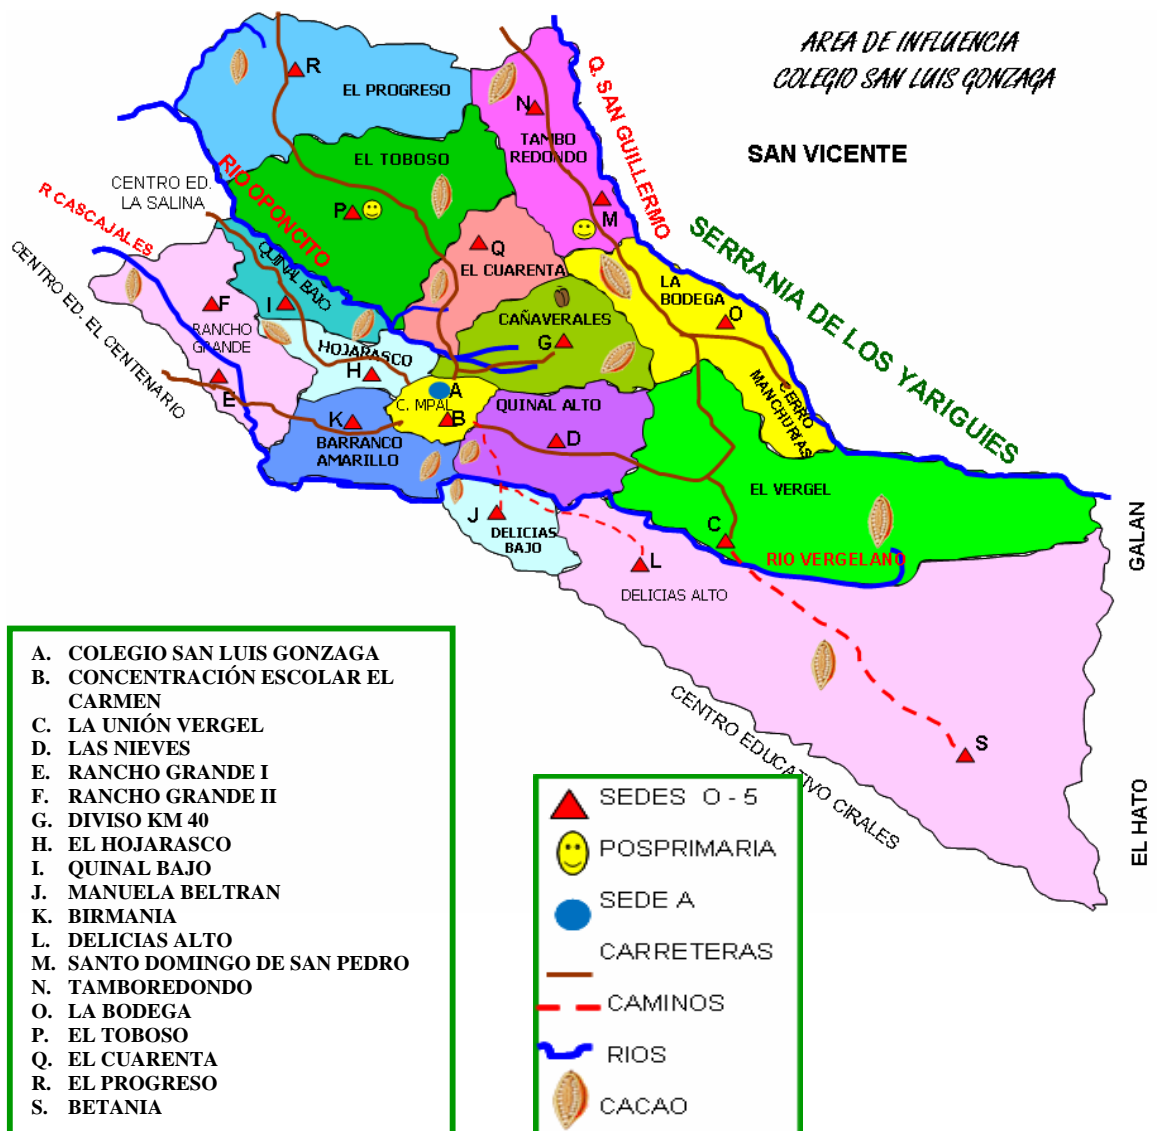 AREA DE INFLUENCIA
COLEGIO SAN LUIS GONZAGA
SAN VICENTE
R
EL PROGRESO
N
TAMBO
REDONDO
Q. SAN GUILLERMO
EL TOBOSO
RIO OPONCITO
CENTRO ED.
LA SALINA
R CASCAJALES
P
M
SERRANIA DE LOS YARIGUIES
Q
EL CUARENTA
QUINAL BAJO
I
F
RANCHO
GRANDE
CENTRO ED. EL CENTENARIO
LA
BODEGA
O
CAÑAVERALES
G
HOJARASCO
H
E
A
C. MPAL
B
QUINAL ALTO
D
CERRO
MANCHURIAS
K
BARRANCO
AMARILLO
EL VERGEL
J
DELICIAS
BAJO
C
RIO VERGELANO
L
DELICIAS ALTO
GALAN
S
CENTRO EDUCATIVO CIRALES
EL HATO
A. COLEGIO SAN LUIS GONZAGA
B. CONCENTRACIÓN ESCOLAR EL
CARMEN
C. LA UNIÓN VERGEL
D. LAS NIEVES
E. RANCHO GRANDE I
F. RANCHO GRANDE II
G. DIVISO KM 40
H. EL HOJARASCO
I. QUINAL BAJO
J. MANUELA BELTRAN
K. BIRMANIA
L. DELICIAS ALTO
M. SANTO DOMINGO DE SAN PEDRO
N. TAMBOREDONDO
O. LA BODEGA
P. EL TOBOSO
Q. EL CUARENTA
R. EL PROGRESO
S. BETANIA
SEDES O - 5
POSPRIMARIA
SEDE A
CARRETERAS
CAMINOS
RIOS
CACAO